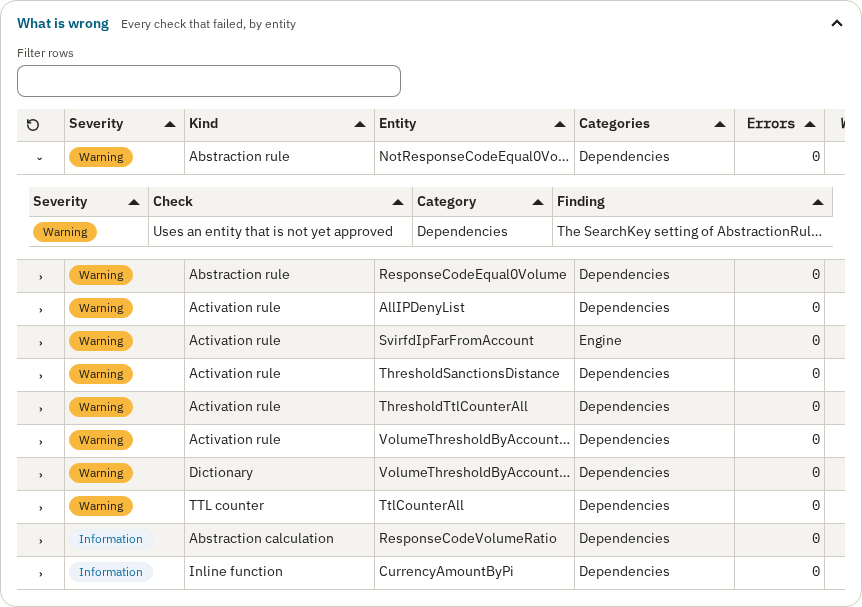 What is wrong Every check that failed, by entity
Filter rows
Severity Kind Entity Categories Errors
Warning Abstraction rule NotResponseCodeEqual0Vo... Dependencies 0
Severity Check Category Finding
Warning Uses an entity that is not yet approved Dependencies The SearchKey setting of AbstractionRul...
Warning Abstraction rule ResponseCodeEqual0Volume Dependencies 0
Warning Activation rule AllIPDenyList Dependencies 0
Warning Activation rule SvirfdIpFarFromAccount Engine 0
Warning Activation rule ThresholdSanctionsDistance Dependencies 0
Warning Activation rule ThresholdTtlCounterAll Dependencies 0
Warning Activation rule VolumeThresholdByAccount... Dependencies 0
Warning Dictionary VolumeThresholdByAccount... Dependencies 0
Warning TTL counter TtlCounterAll Dependencies 0
Information Abstraction calculation ResponseCodeVolumeRatio Dependencies 0
Information Inline function CurrencyAmountByPi Dependencies 0